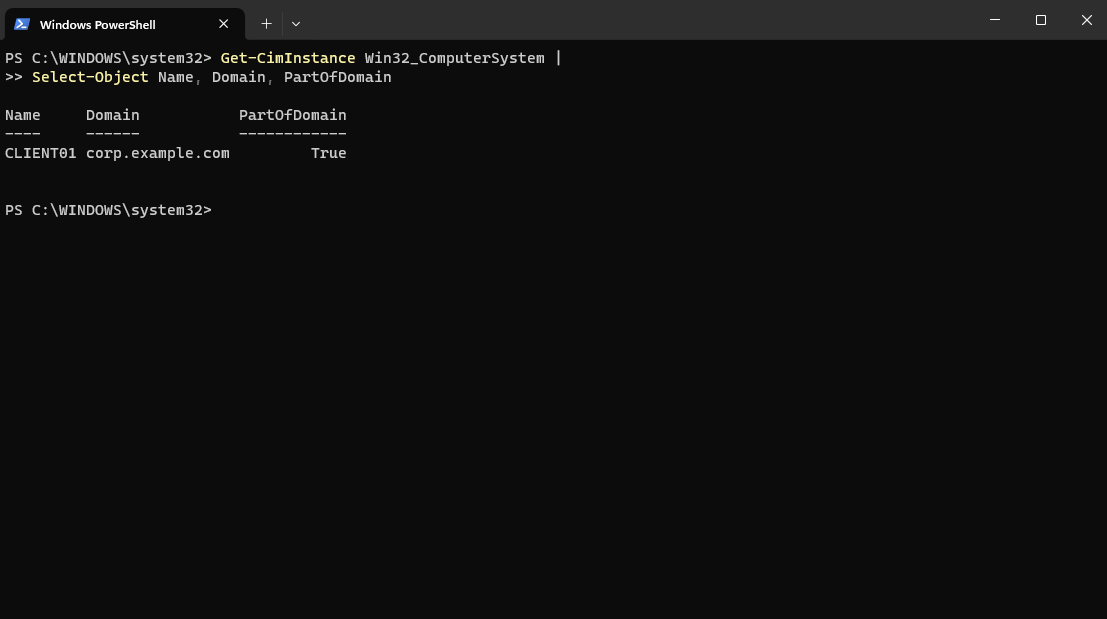 Windows PowerShell
PS C:\WINDOWS\system32> Get-CimInstance Win32_ComputerSystem |
>> Select-Object Name, Domain, PartOfDomain
Name     Domain           PartOfDomain
----     ------           ------------
CLIENT01 corp.example.com         True
PS C:\WINDOWS\system32>